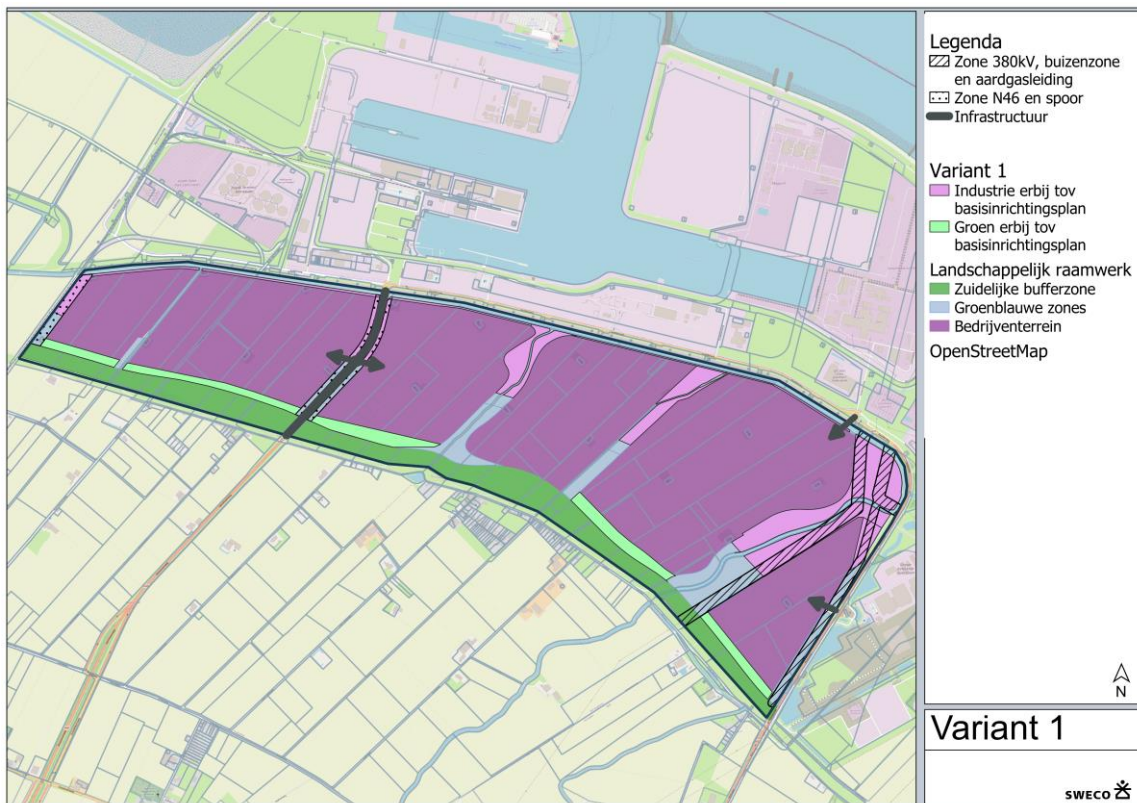 Legenda
Zone 380kV, buizenzone
en aardgasleiding
Zone N46 en spoor
Infrastructuur
Variant 1
Industrie erbij tov
basisinrichtingsplan
Groen erbij tov
basisinrichtingsplan
Landschappelijk raamwerk
Zuidelijke bufferzone
Groenblauwe zones
Bedrijventerrein
OpenStreetMap
N
Variant 1
SWECO